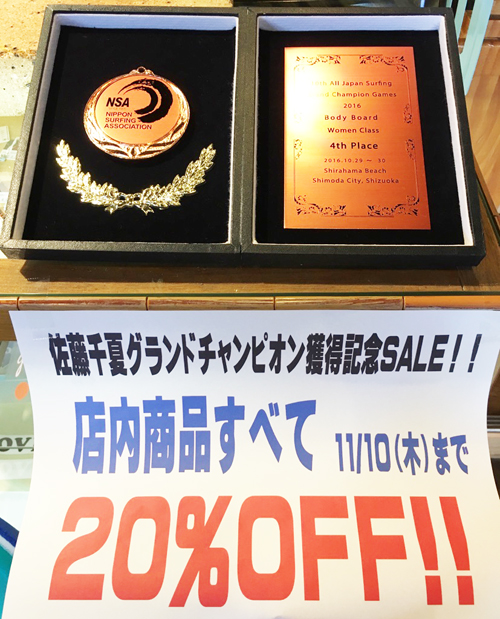 NSA
NIPPON
SURFING
ASSOCIATION
All Japan Surfing
Champion Games
2016
Body Board
Women Class
4th Place
2016.10.29 ー 30
Shirahama Beach
Shimoda City, Shizuoka
佐藤千夏グランドチャンピオン獲得記念SALE！！
店内商品すべて 11/10(木)まで
20%OFF!!